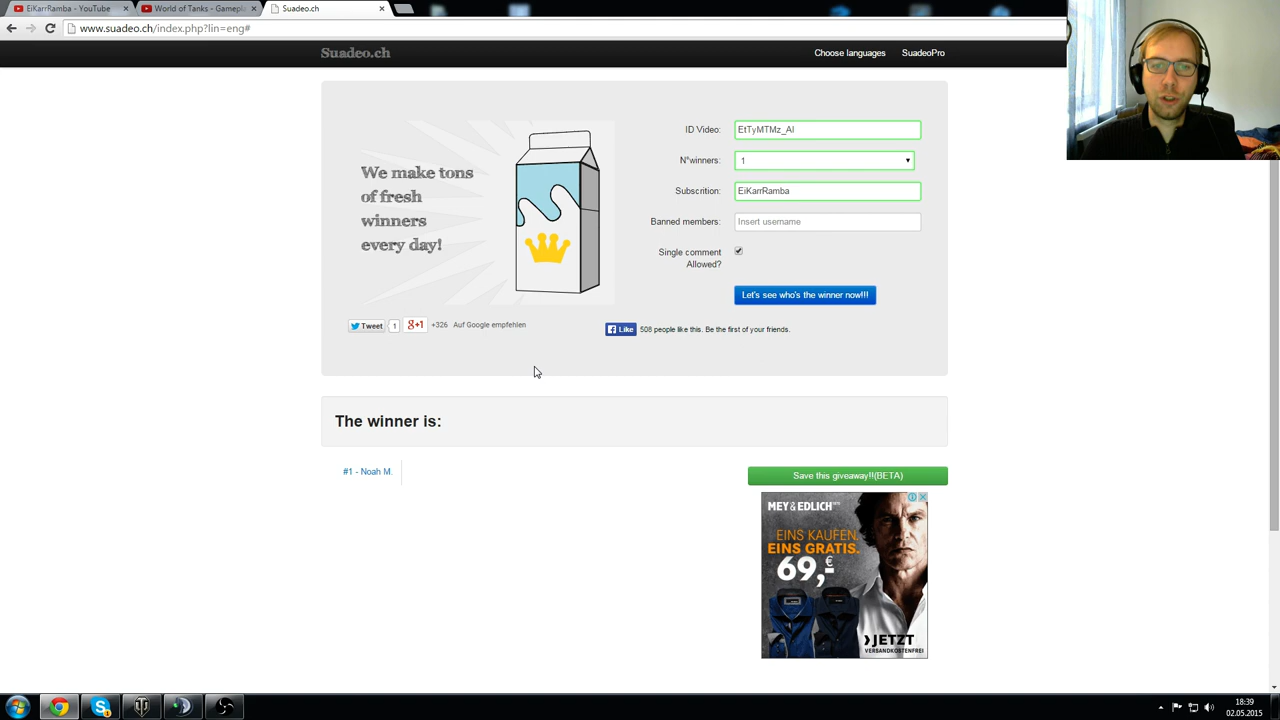 EiKarrRamba - YouTube
World of Tanks - Gamepl
Suadeo.ch
www.suadeo.ch/index.php?lin=eng#
Suadeo.ch
Choose languages
SuadeoPro
We make tons
of fresh
winners
every day!
ID Video:
EtTyMTMz_AI
N°winners:
1
Subscrition:
EiKarrRamba
Banned members:
Insert username
Single comment
Allowed?
Let's see who's the winner now!!!
Tweet
1
g+1
+326
Auf Google empfehlen
Like
508 people like this. Be the first of your friends.
The winner is:
#1 - Noah M.
Save this giveaway!!(BETA)
MEY & EDLICH
EINS KAUFEN.
EINS GRATIS.
69,-€
JETZT
VERSANDKOSTENFREI
18:39
02.05.2015